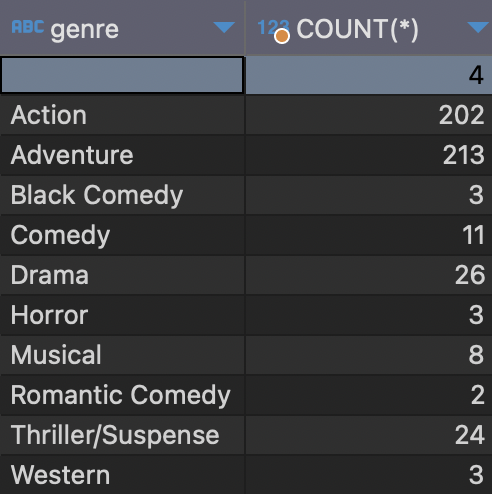 ABC genre 123 COUNT(*)
4
Action 202
Adventure 213
Black Comedy 3
Comedy 11
Drama 26
Horror 3
Musical 8
Romantic Comedy 2
Thriller/Suspense 24
Western 3